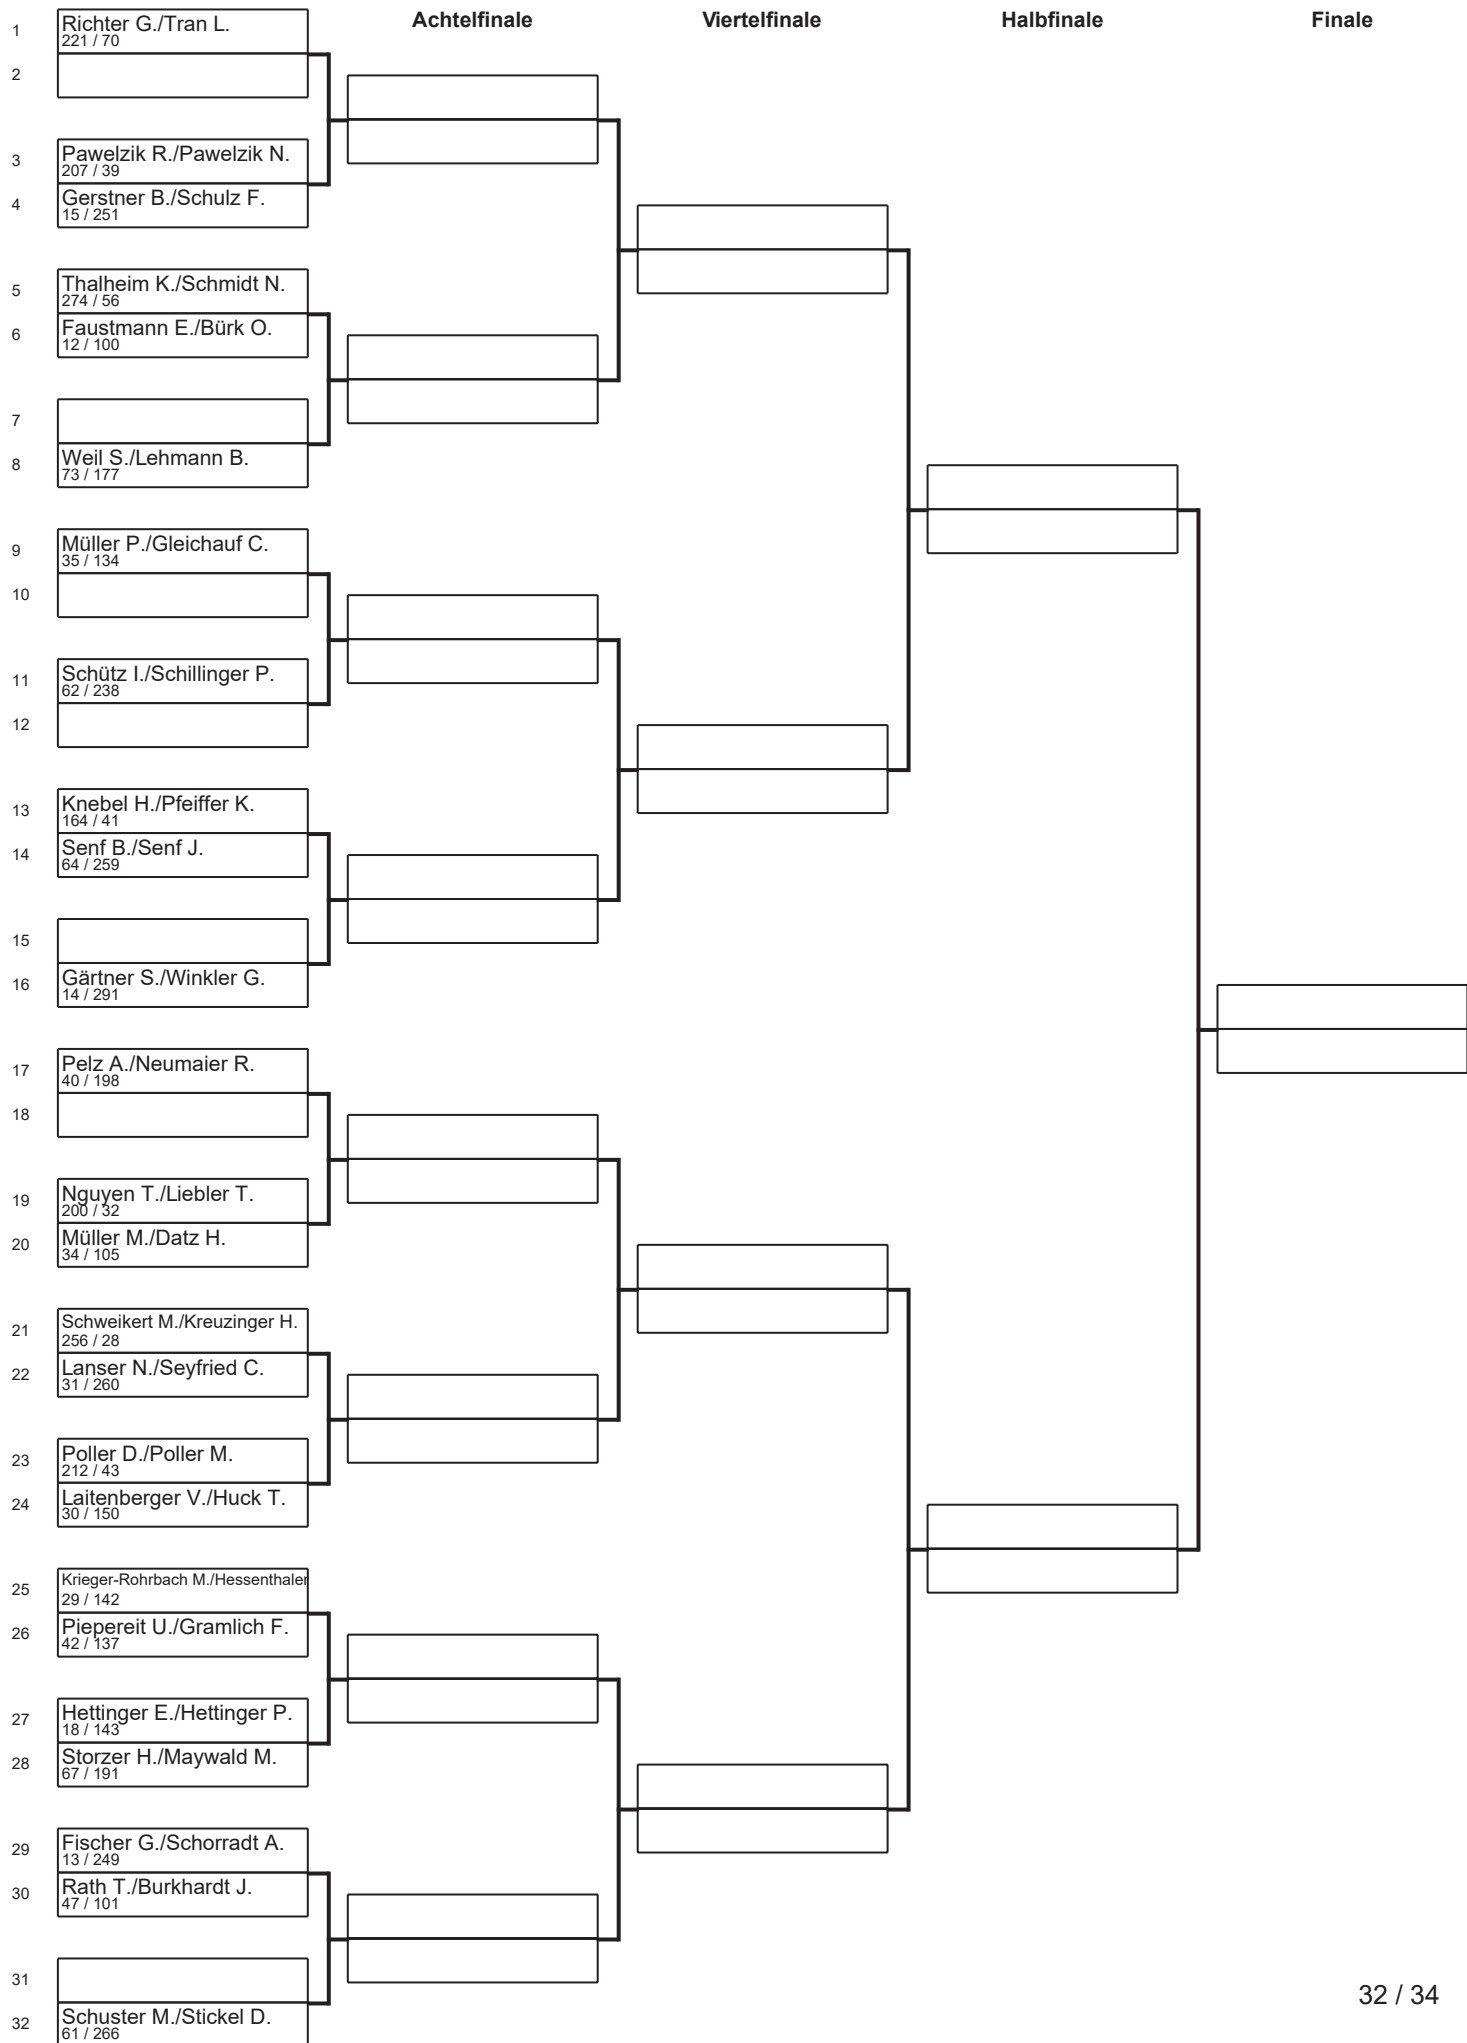 Achtelfinale Viertelfinale Halbfinale Finale
1 Richter G./Tran L.
221 / 70
2
3 Pawelzik R./Pawelzik N.
207 / 39
4 Gerstner B./Schulz F.
15 / 251
5 Thalheim K./Schmidt N.
274 / 56
6 Faustmann E./Bürk O.
12 / 100
7
8 Weil S./Lehmann B.
73 / 177
9 Müller P./Gleichauf C.
35 / 134
10
11 Schütz I./Schillinger P.
62 / 238
12
13 Knebel H./Pfeiffer K.
164 / 41
14 Senf B./Senf J.
64 / 259
15
16 Gärtner S./Winkler G.
14 / 291
17 Pelz A./Neumaier R.
40 / 198
18
19 Nguyen T./Liebler T.
200 / 32
20 Müller M./Datz H.
34 / 105
21 Schweikert M./Kreuzinger H.
256 / 28
22 Lanser N./Seyfried C.
31 / 260
23 Poller D./Poller M.
212 / 43
24 Laitenberger V./Huck T.
30 / 150
25 Krieger-Rohrbach M./Hessenthaler
29 / 142
26 Piepereit U./Gramlich F.
42 / 137
27 Hettinger E./Hettinger P.
18 / 143
28 Storzer H./Maywald M.
67 / 191
29 Fischer G./Schorradt A.
13 / 249
30 Rath T./Burkhardt J.
47 / 101
31
32 Schuster M./Stickel D.
61 / 266
32 / 34